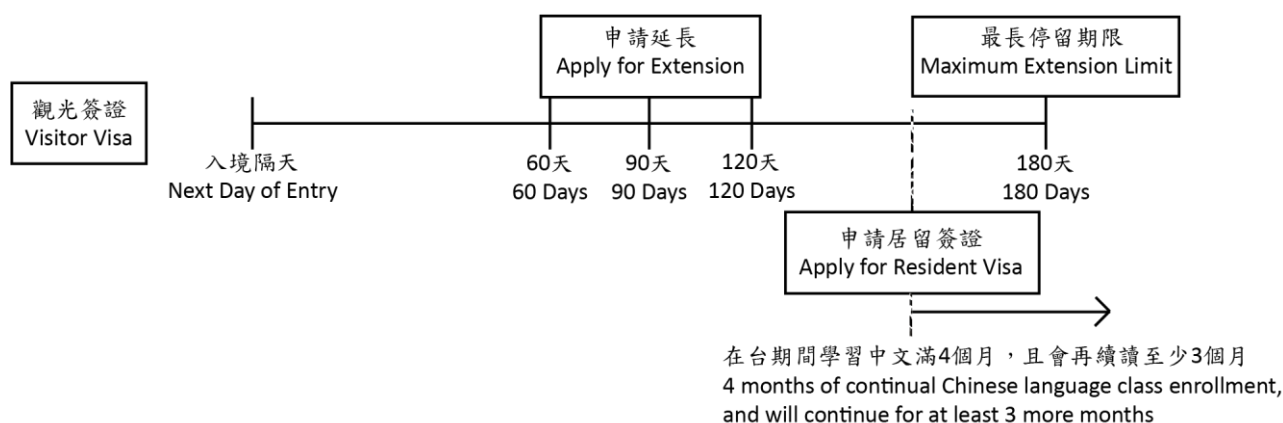 觀光簽證
Visitor Visa
申請延長
Apply for Extension
最長停留期限
Maximum Extension Limit
入境隔天
Next Day of Entry
60天
60 Days
90天
90 Days
120天
120 Days
180天
180 Days
申請居留簽證
Apply for Resident Visa
在台期間學習中文滿4個月，且會再續讀至少3個月
4 months of continual Chinese language class enrollment,
and will continue for at least 3 more months